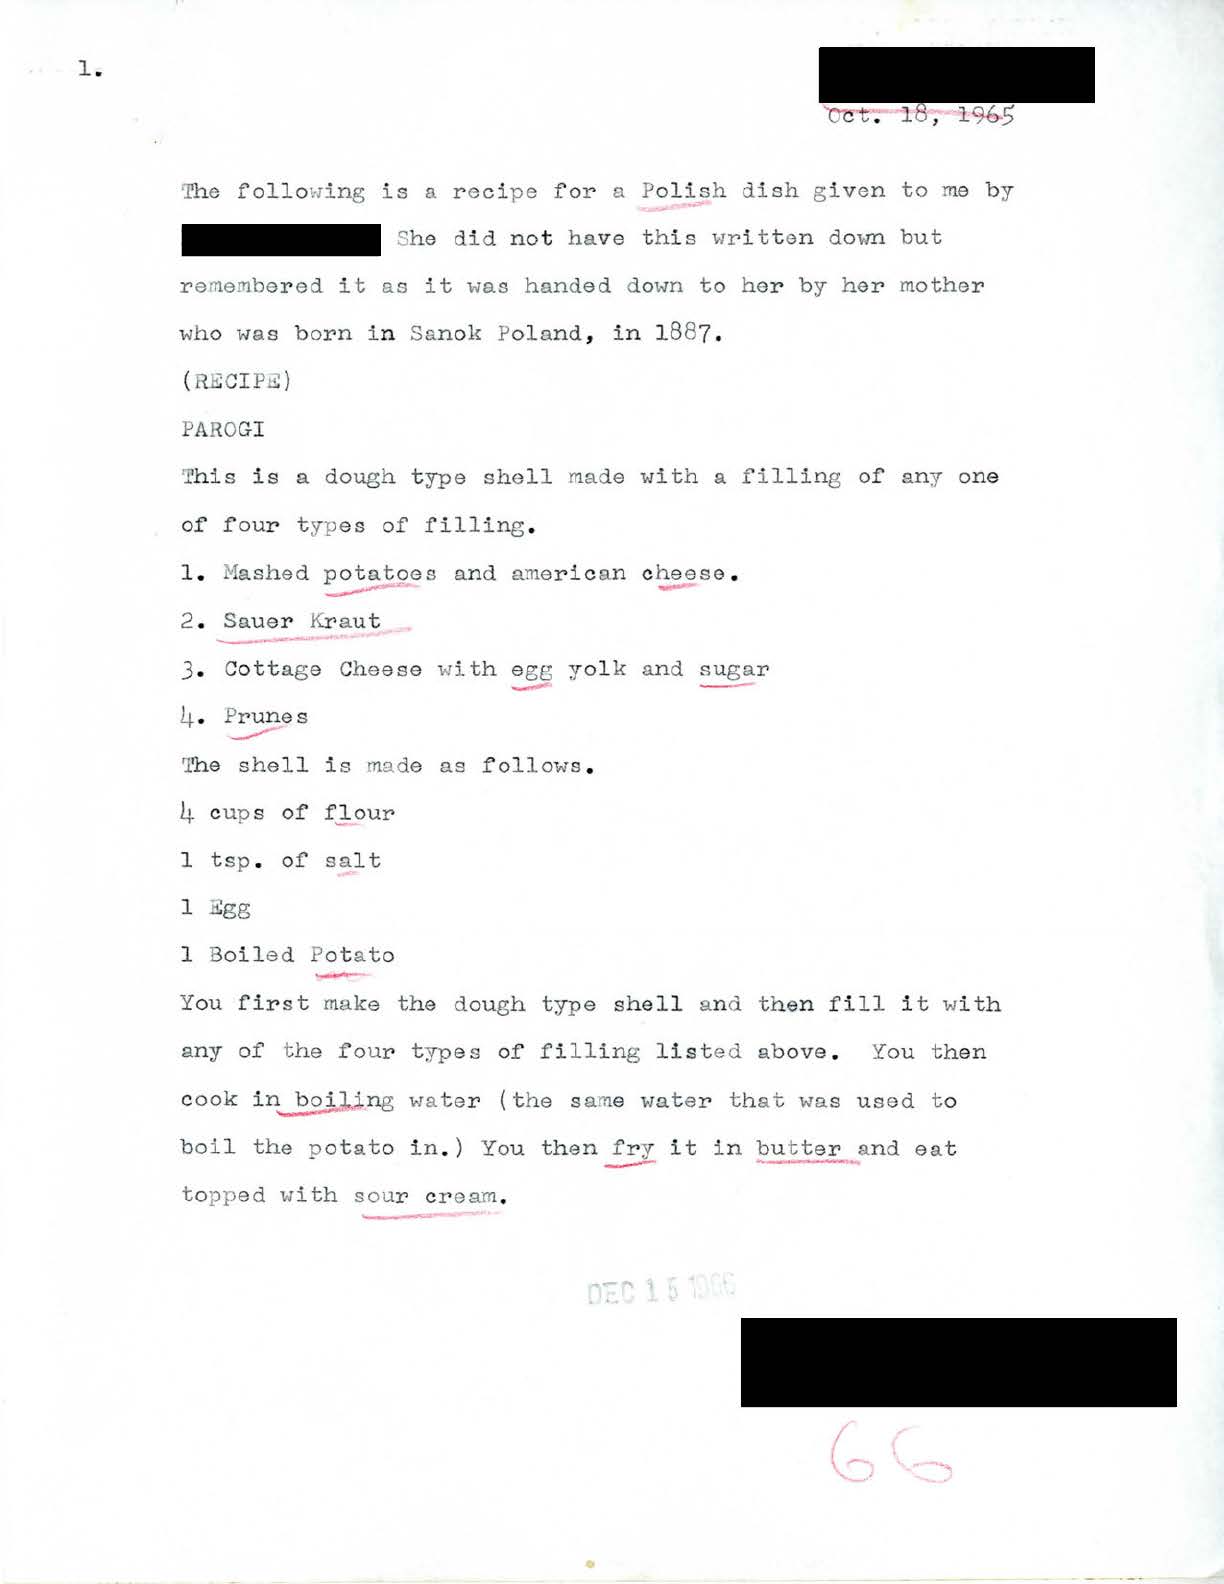 1.
Oct. 18, 1965
The following is a recipe for a Polish dish given to me by
She did not have this written down but
remembered it as it was handed down to her by her mother
who was born in Sanok Poland, in 1887.
(RECIPE)
PAROGI
This is a dough type shell made with a filling of any one
of four types of filling.
1. Mashed potatoes and american cheese.
2. Sauer Kraut
3. Cottage Cheese with egg yolk and sugar
4. Prunes
The shell is made as follows.
4 cups of flour
1 tsp. of salt
1 Egg
1 Boiled Potato
You first make the dough type shell and then fill it with
any of the four types of filling listed above. You then
cook in boiling water (the same water that was used to
boil the potato in.) You then fry it in butter and eat
topped with sour cream.
DEC 15 1966
66